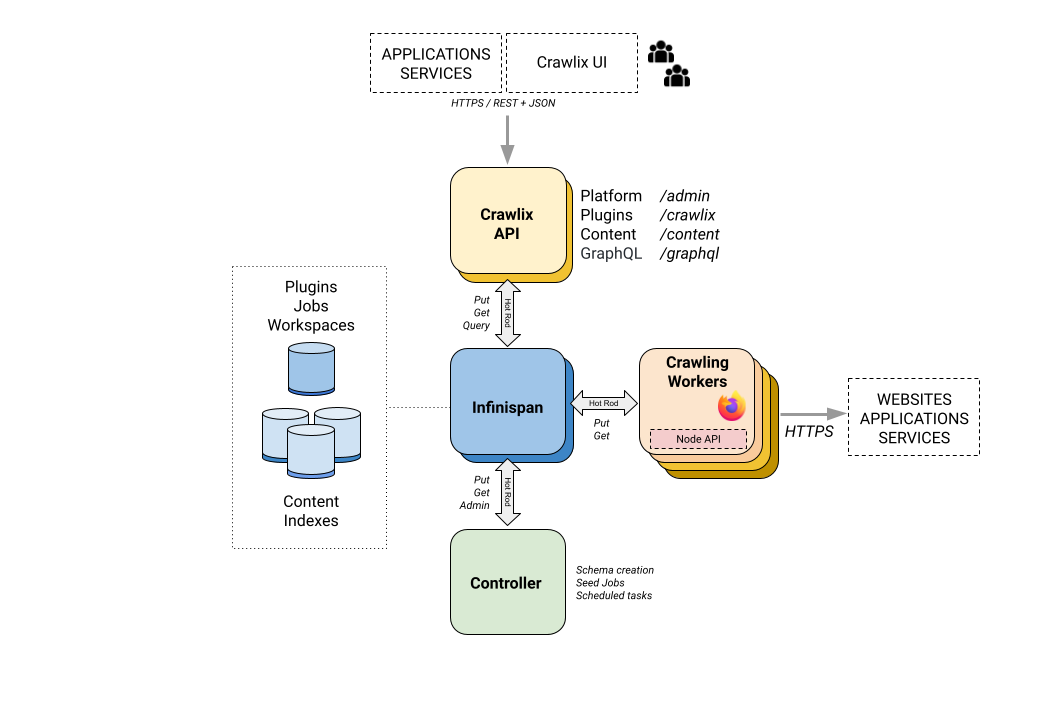 APPLICATIONS
SERVICES
Crawlix UI
HTTPS / REST + JSON
Crawlix
API
Platform /admin
Plugins /crawlix
Content /content
GraphQL /graphql
Put
Get
Query
Hot Rod
Plugins
Jobs
Workspaces
Content
Indexes
Infinispan
Hot Rod
Put
Get
Crawling
Workers
Node API
HTTPS
WEBSITES
APPLICATIONS
SERVICES
Put
Get
Admin
Hot Rod
Controller
Schema creation
Seed Jobs
Scheduled tasks